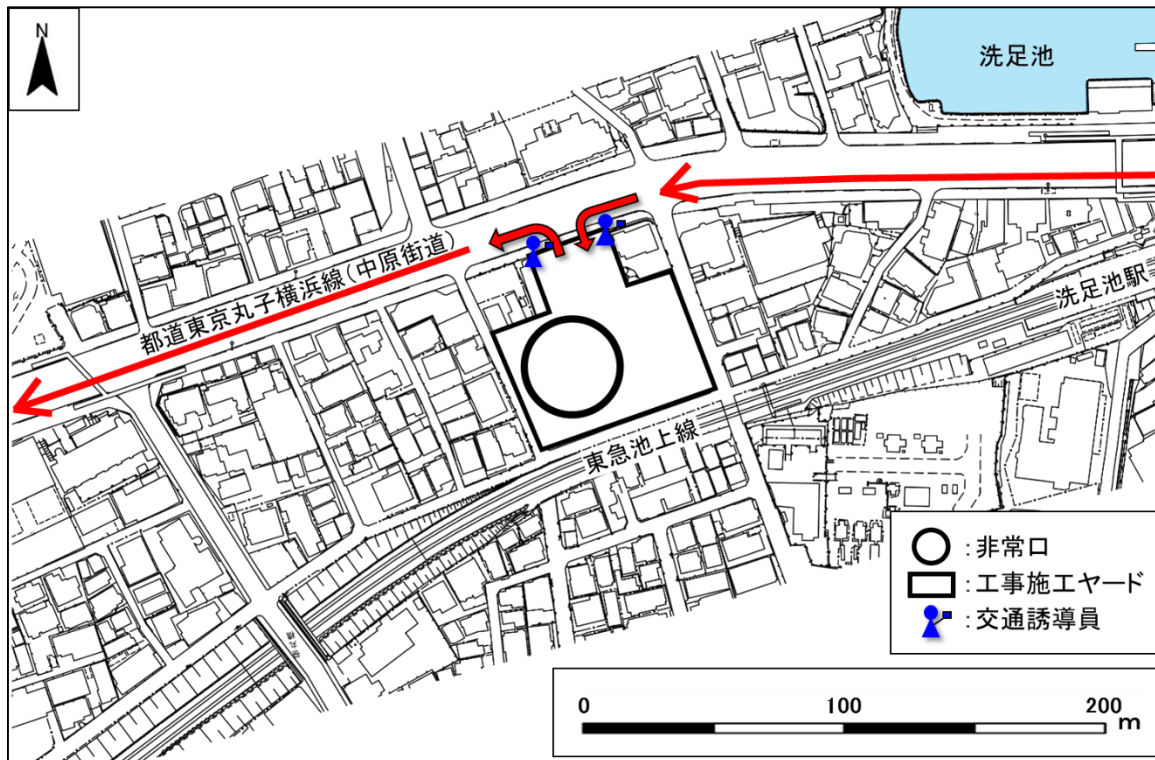 N
洗足池
都道東京丸子横浜線(中原街道)
洗足池駅
東急池上線
:非常口
:工事施工ヤード
:交通誘導員
0 100 200
m